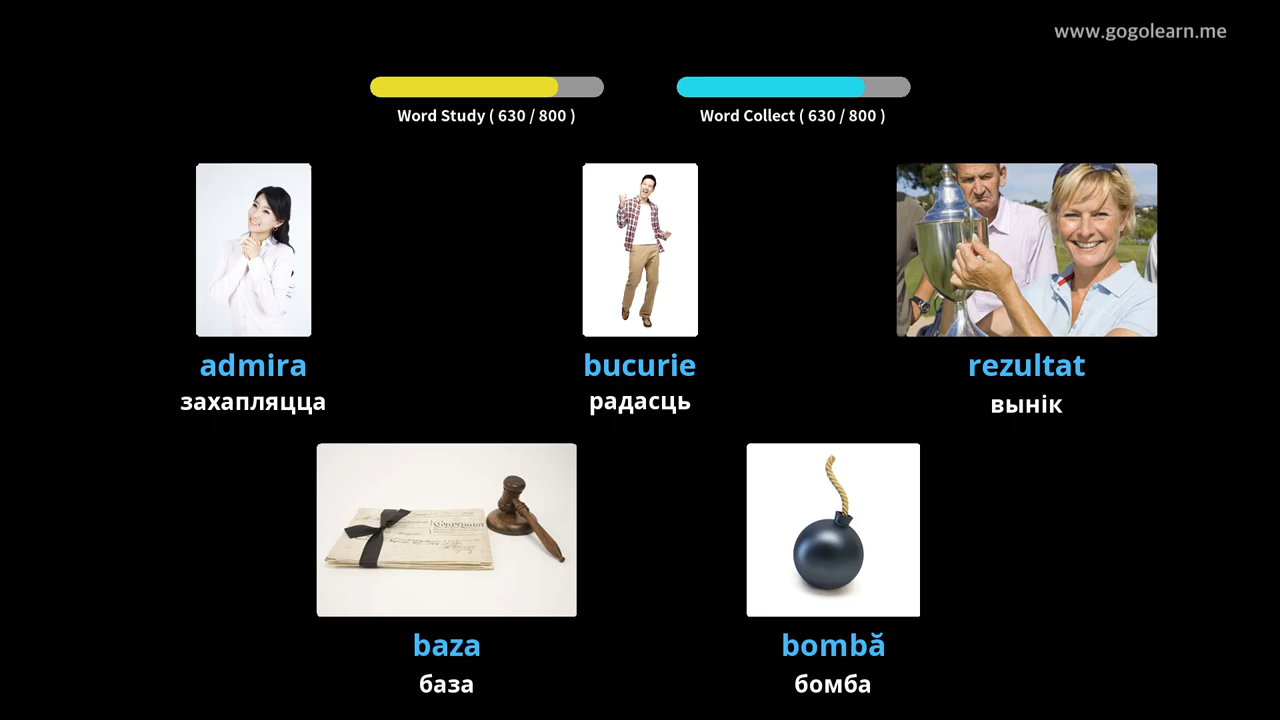 www.gogolearn.me
Word Study ( 630 / 800 )
Word Collect ( 630 / 800 )
admira
захапляцца
bucurie
радасць
rezultat
вынік
baza
база
bombă
бомба